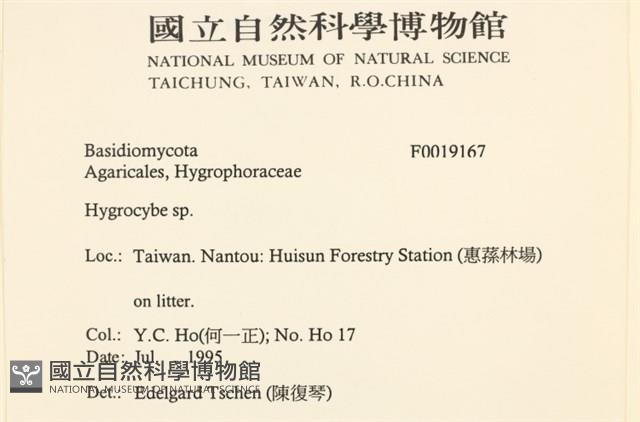 國立自然科學博物館
NATIONAL MUSEUM OF NATURAL SCIENCE
TAICHUNG, TAIWAN, R.O.CHINA
Basidiomycota F0019167
Agaricales, Hygrophoraceae
Hygrocybe sp.
Loc.: Taiwan. Nantou: Huisun Forestry Station (惠蓀林場)
on litter.
Col.: Y.C. Ho(何一正); No. Ho 17
Date: Jul 1995
國立自然科學博物館
NATIONAL MUSEUM OF NATURAL SCIENCE
Det.: Edelgard Tschen (陳復琴)